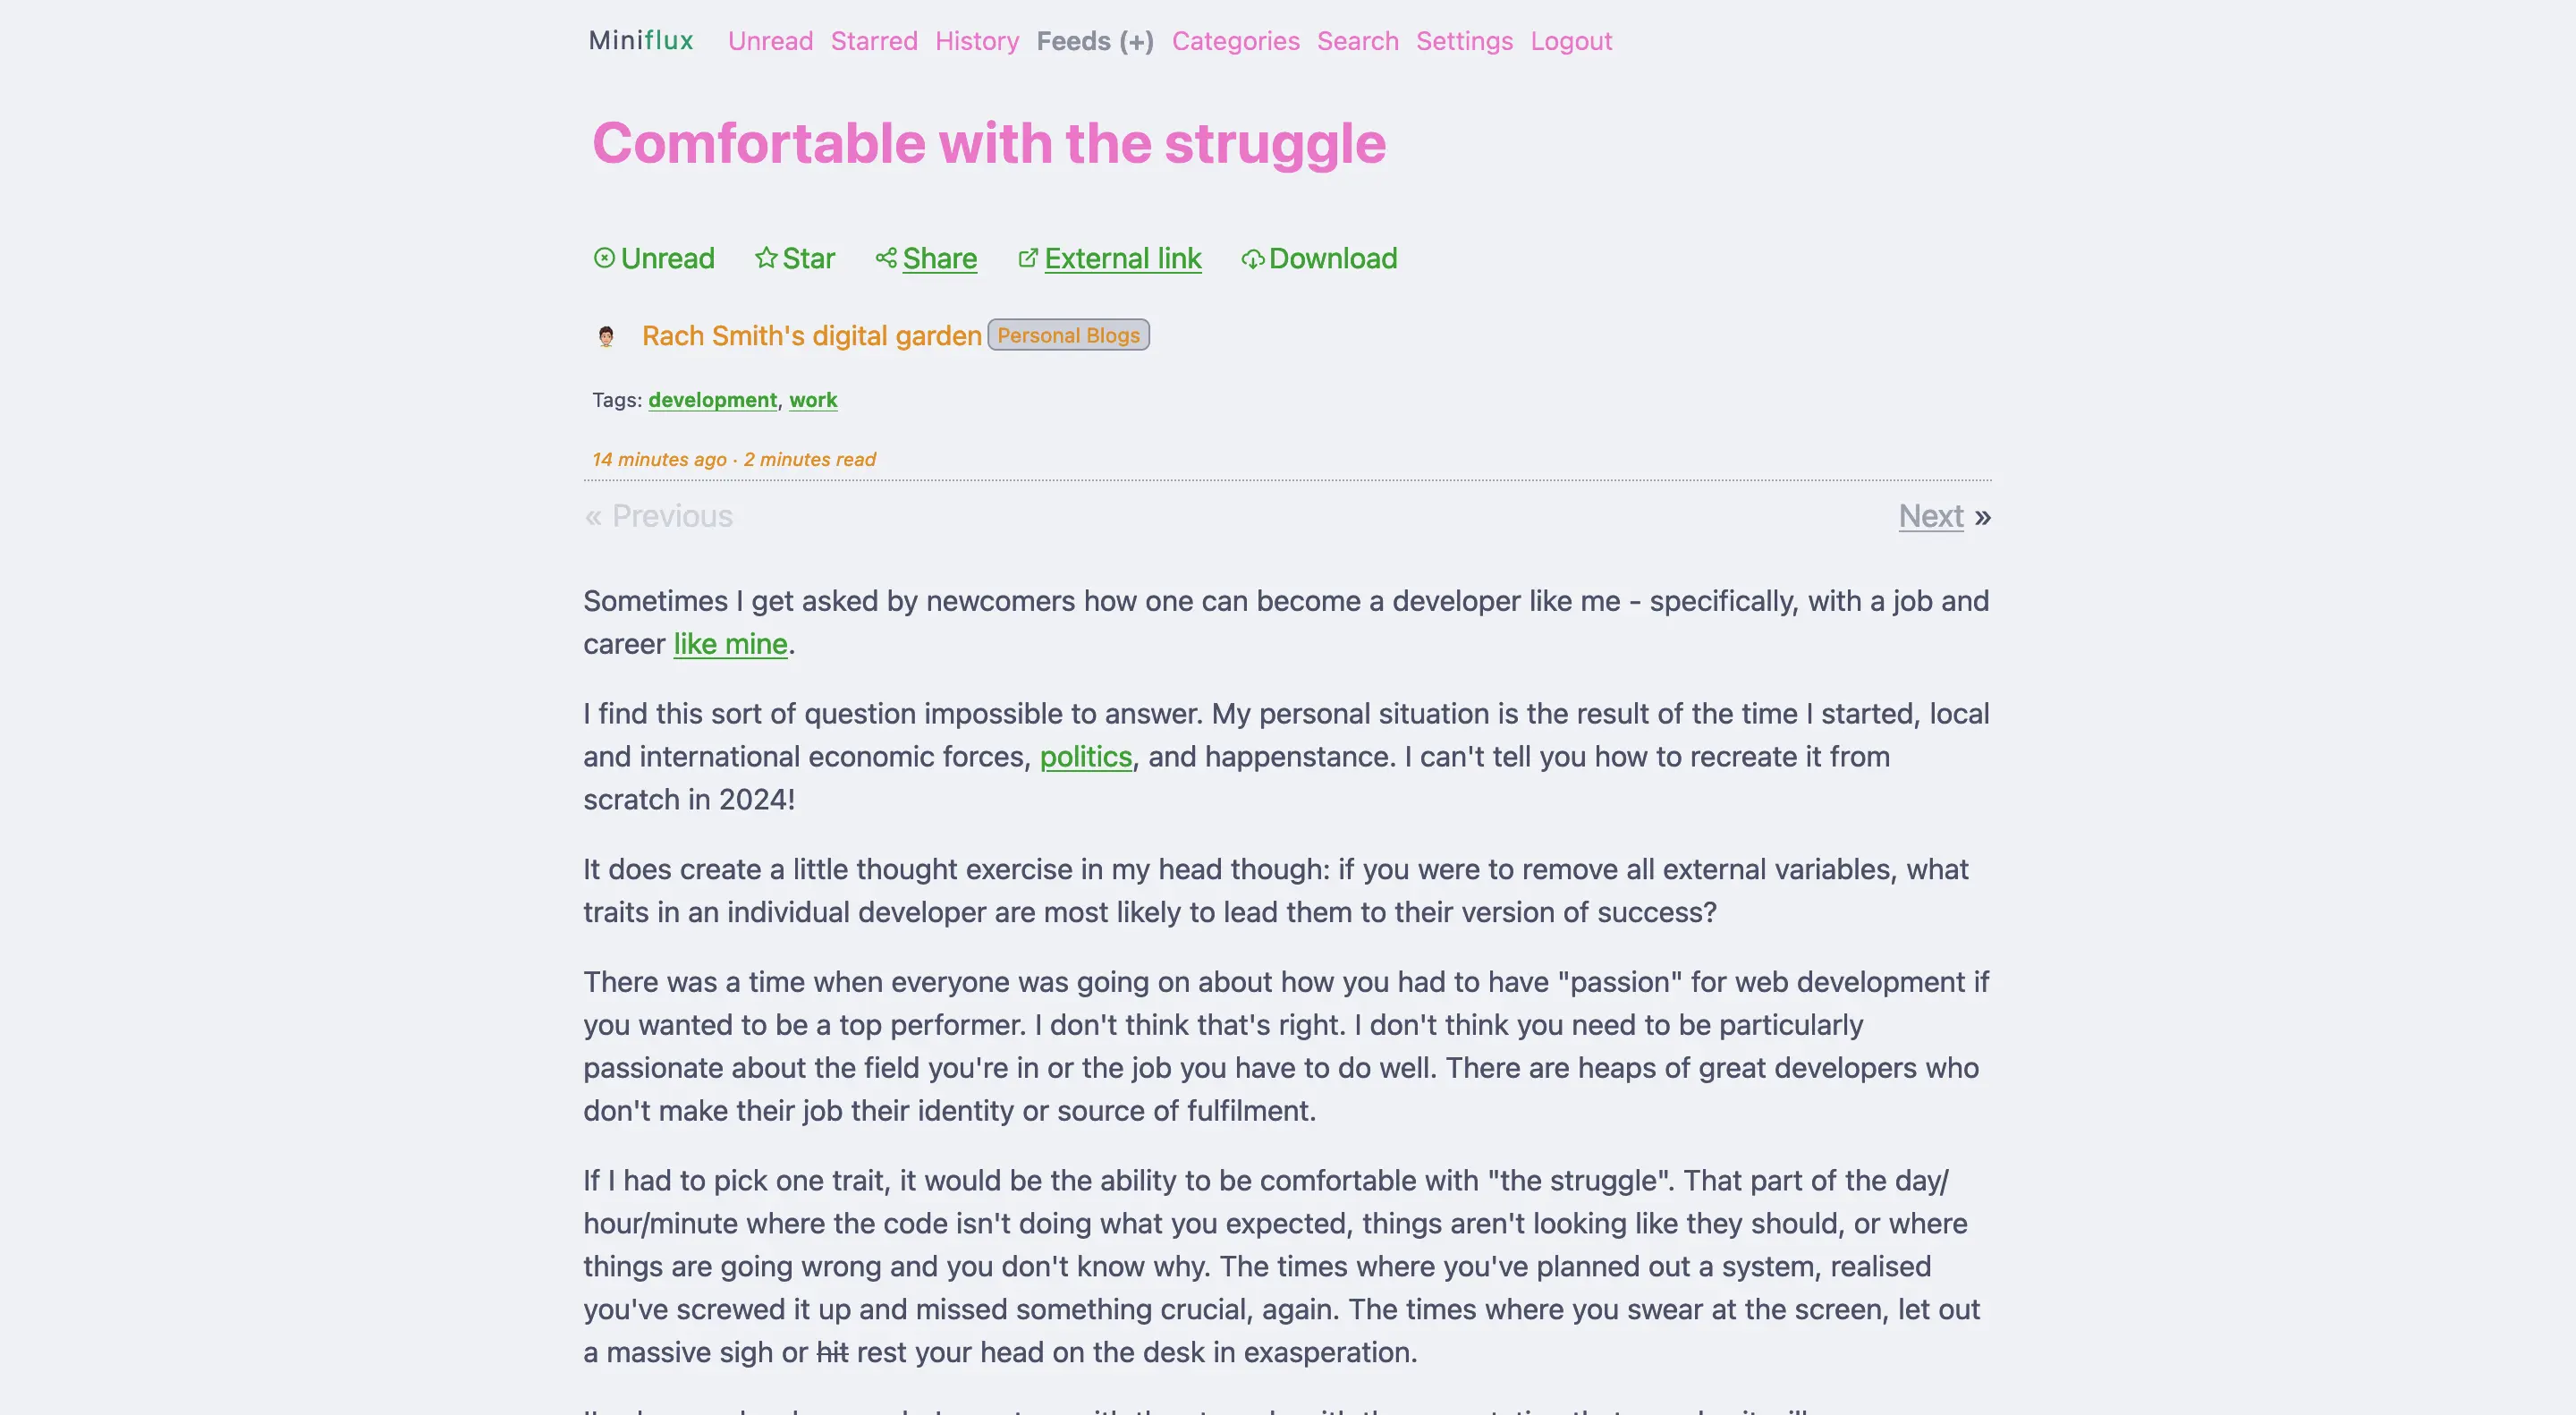 Miniflux Unread Starred History Feeds (+) Categories Search Settings Logout
Comfortable with the struggle
Unread Star Share External link Download
Rach Smith's digital garden Personal Blogs
Tags: development, work
14 minutes ago · 2 minutes read
« Previous Next »
Sometimes I get asked by newcomers how one can become a developer like me - specifically, with a job and
career like mine.
I find this sort of question impossible to answer. My personal situation is the result of the time I started, local
and international economic forces, politics, and happenstance. I can't tell you how to recreate it from
scratch in 2024!
It does create a little thought exercise in my head though: if you were to remove all external variables, what
traits in an individual developer are most likely to lead them to their version of success?
There was a time when everyone was going on about how you had to have "passion" for web development if
you wanted to be a top performer. I don't think that's right. I don't think you need to be particularly
passionate about the field you're in or the job you have to do well. There are heaps of great developers who
don't make their job their identity or source of fulfilment.
If I had to pick one trait, it would be the ability to be comfortable with "the struggle". That part of the day/
hour/minute where the code isn't doing what you expected, things aren't looking like they should, or where
things are going wrong and you don't know why. The times where you've planned out a system, realised
you've screwed it up and missed something crucial, again. The times where you swear at the screen, let out
a massive sigh or hit rest your head on the desk in exasperation.